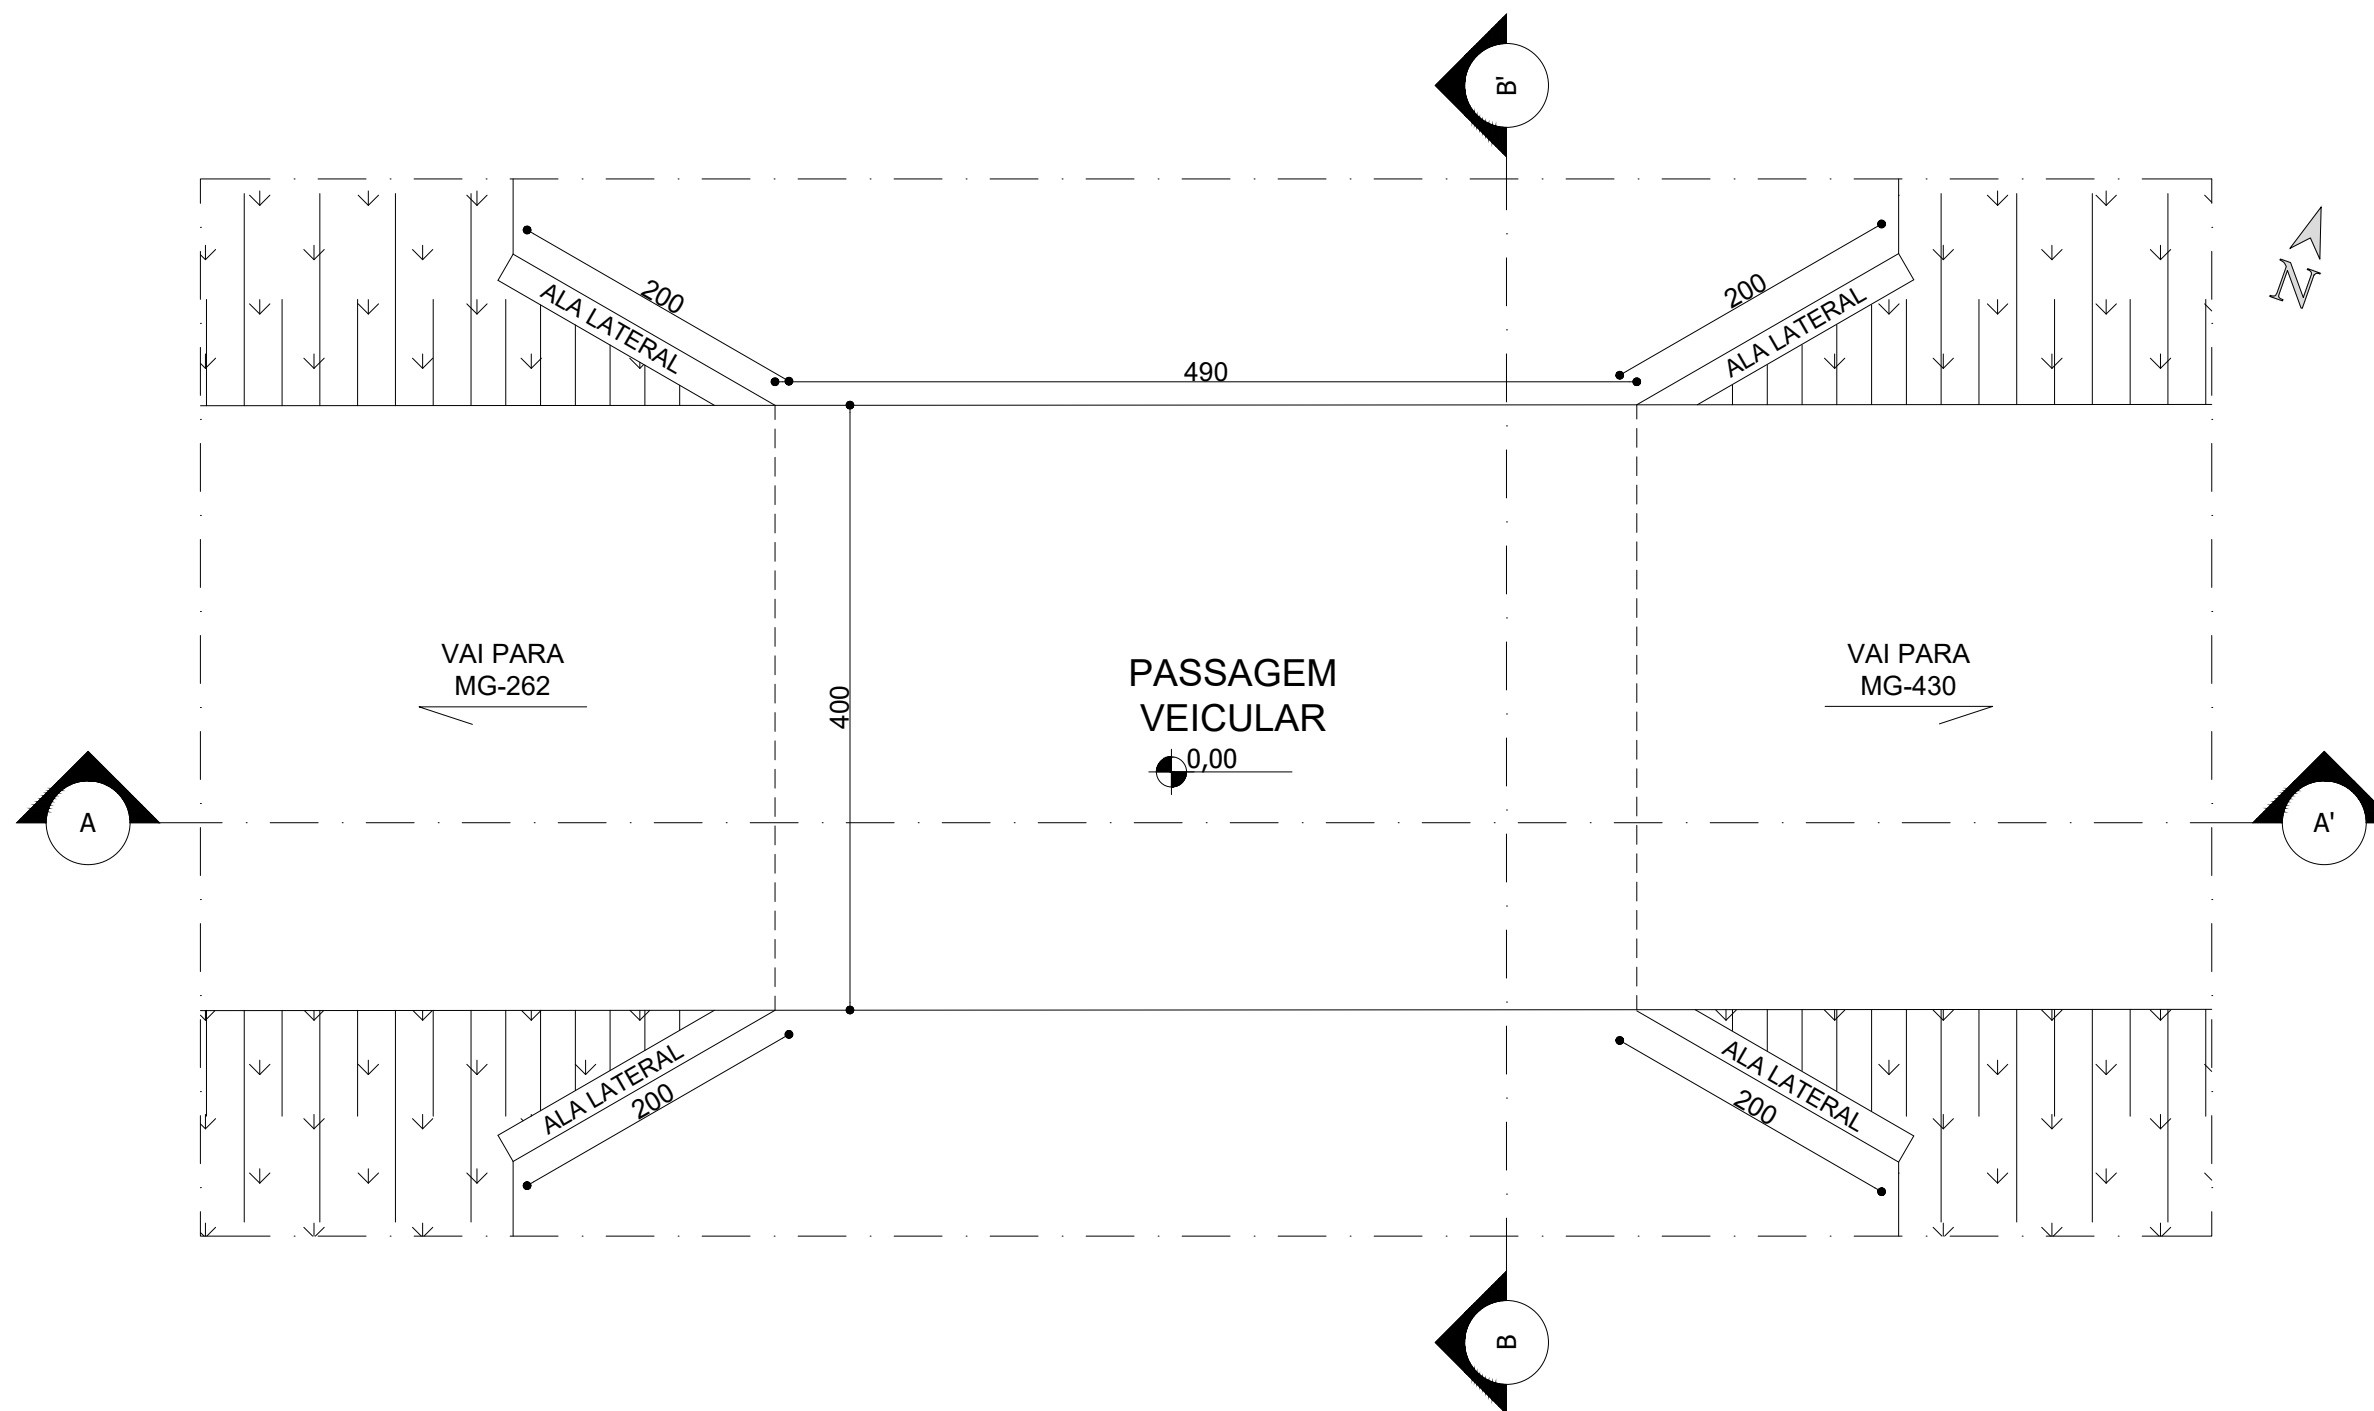 B'
N
200
ALA LATERAL
200
ALA LATERAL
490
VAI PARA
MG-262
400
PASSAGEM
VEICULAR
0,00
VAI PARA
MG-430
A
A'
ALA LATERAL
200
ALA LATERAL
200
B